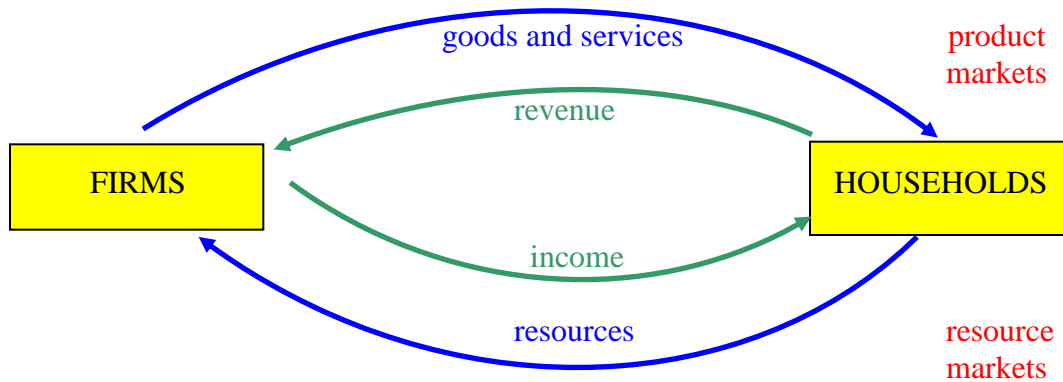 goods and services
product
markets
revenue
FIRMS
HOUSEHOLDS
income
resources
resource
markets